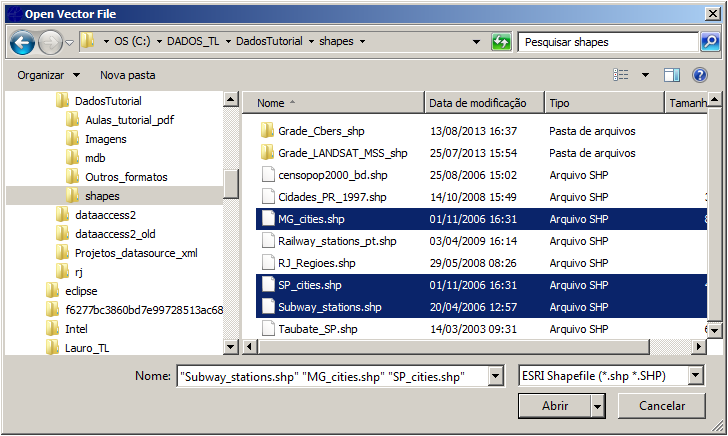 Open Vector File
OS (C:) DADOS_TL DadosTutorial shapes
Pesquisar shapes
Organizar Nova pasta
DadosTutorial
Aulas_tutorial_pdf
Imagens
mdb
Outros_formatos
shapes
dataaccess2
dataaccess2_old
Projetos_datasource_xml
rj
eclipse
f6277bc3860bd7e99728513ac68
Intel
Lauro_TL
Nome Data de modificação Tipo Tamanh
Grade_Cbers_shp 13/08/2013 16:37 Pasta de arquivos
Grade_LANDSAT_MSS_shp 25/07/2013 15:54 Pasta de arquivos
censopop2000_bd.shp 25/08/2006 15:02 Arquivo SHP
Cidades_PR_1997.shp 14/10/2008 15:49 Arquivo SHP
MG_cities.shp 01/11/2006 16:31 Arquivo SHP
Railway_stations_pt.shp 03/04/2009 16:14 Arquivo SHP
RJ_Regioes.shp 29/05/2008 08:26 Arquivo SHP
SP_cities.shp 01/11/2006 16:31 Arquivo SHP
Subway_stations.shp 20/04/2006 12:57 Arquivo SHP
Taubate_SP.shp 14/03/2003 09:31 Arquivo SHP
Nome: "Subway_stations.shp" "MG_cities.shp" "SP_cities.shp"
ESRI Shapefile (*.shp *.SHP)
Abrir Cancelar